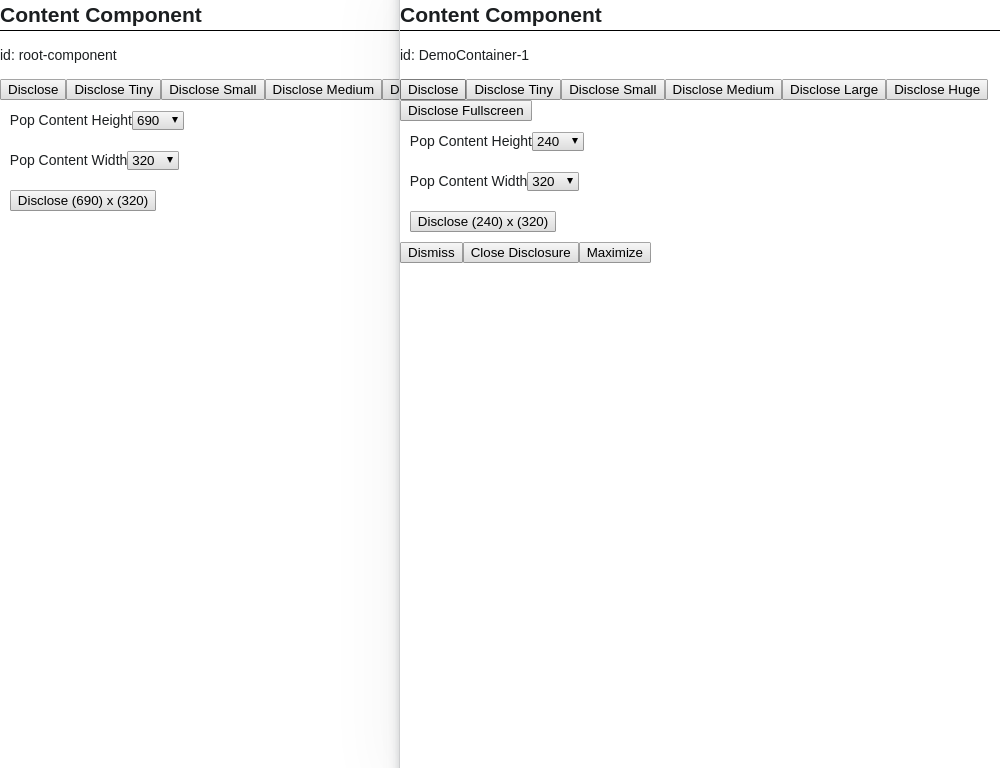 Content Component
id: root-component
Disclose Disclose Tiny Disclose Small Disclose Medium D
Pop Content Height 690
Pop Content Width 320
Disclose (690) x (320)
Content Component
id: DemoContainer-1
Disclose Disclose Tiny Disclose Small Disclose Medium Disclose Large Disclose Huge
Disclose Fullscreen
Pop Content Height 240
Pop Content Width 320
Disclose (240) x (320)
Dismiss Close Disclosure Maximize